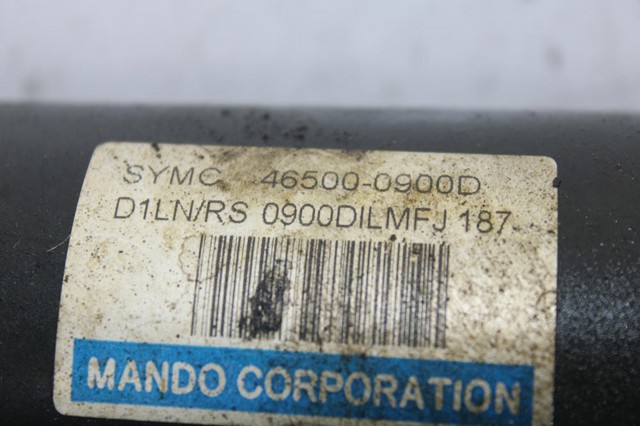 SYMC 46500-0900D
D1LN/RS 0900DILMFJ 187
MANDO CORPORATION